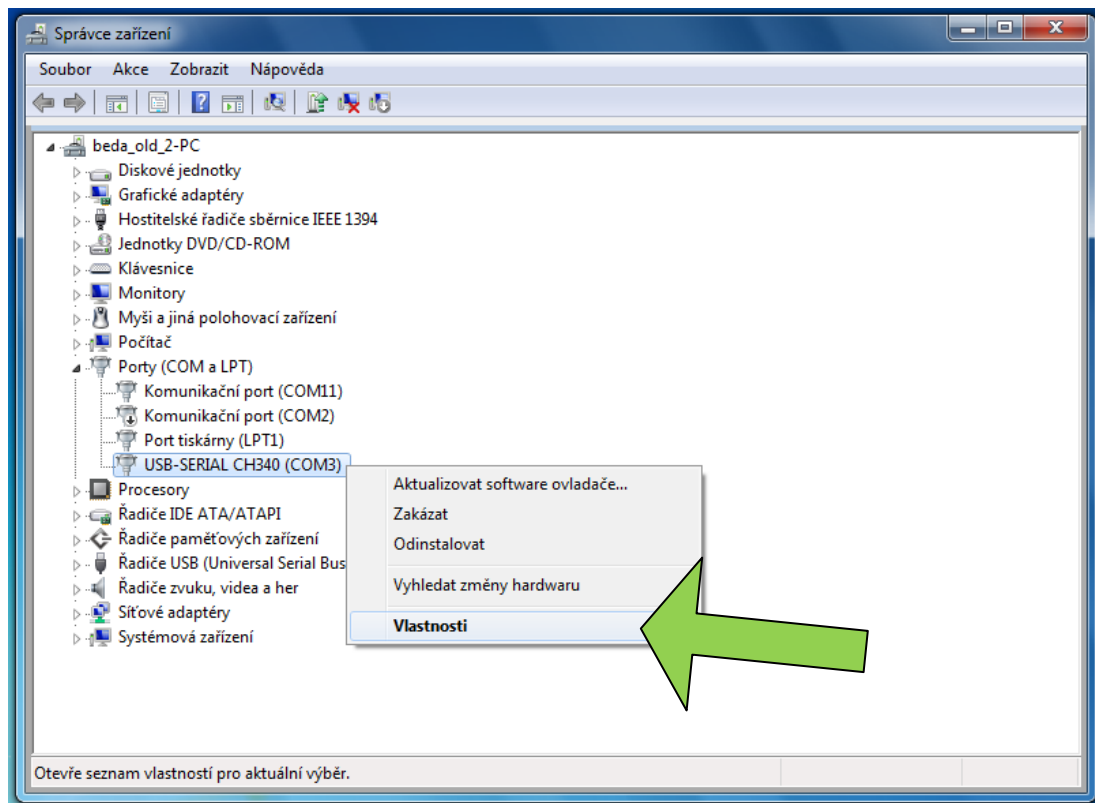 Správce zařízení
Soubor Akce Zobrazit Nápověda
beda_old_2-PC
Diskové jednotky
Grafické adaptéry
Hostitelské řadiče sběrnice IEEE 1394
Jednotky DVD/CD-ROM
Klávesnice
Monitory
Myši a jiná polohovací zařízení
Počítač
Porty (COM a LPT)
Komunikační port (COM11)
Komunikační port (COM2)
Port tiskárny (LPT1)
USB-SERIAL CH340 (COM3)
Procesory
Řadiče IDE ATA/ATAPI
Řadiče paměťových zařízení
Řadiče USB (Universal Serial Bus
Řadiče zvuku, videa a her
Síťové adaptéry
Systémová zařízení
Aktualizovat software ovladače...
Zakázat
Odinstalovat
Vyhledat změny hardwaru
Vlastnosti
Otevře seznam vlastností pro aktuální výběr.